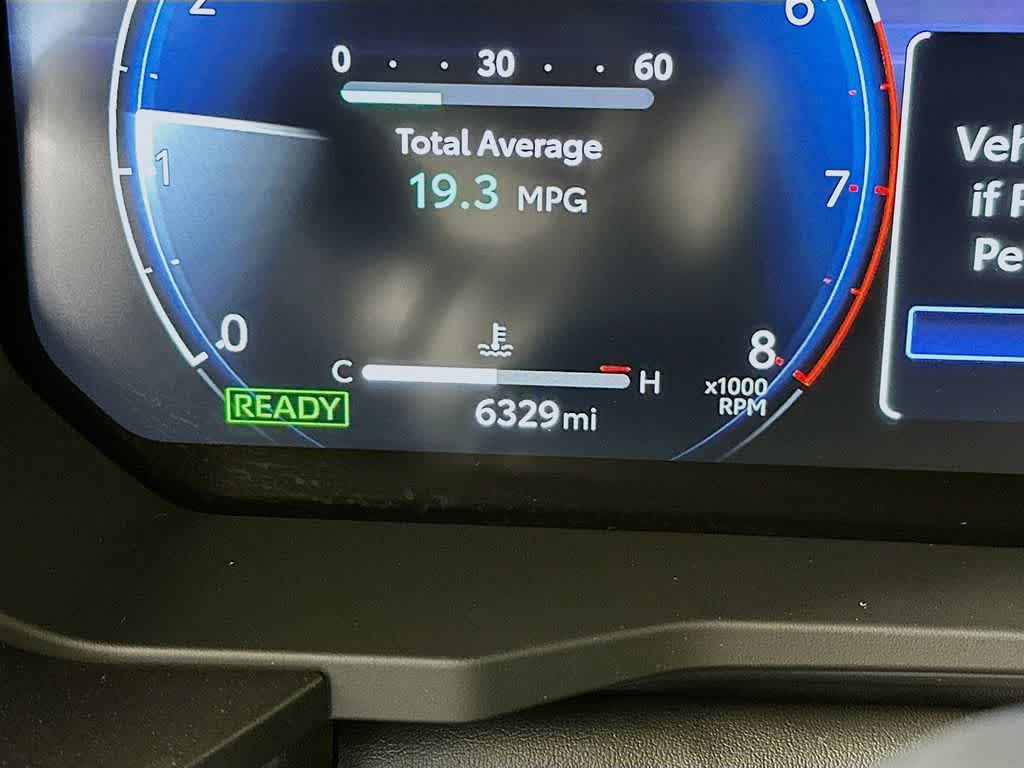 2
6
0 30 60
Total Average
19.3 MPG
1
7
0
8
C H
x1000
RPM
READY
6329mi
Veh
if P
Pe